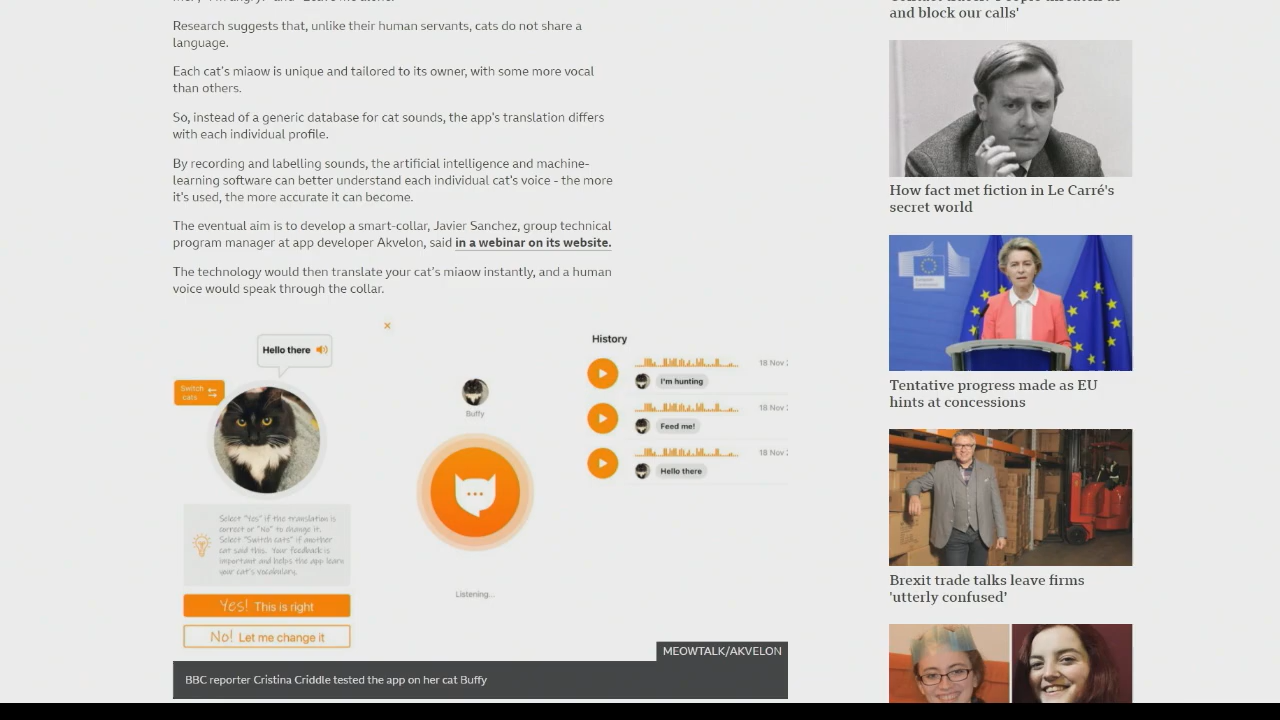 Research suggests that, unlike their human servants, cats do not share a
language.
Each cat's miaow is unique and tailored to its owner, with some more vocal
than others.
So, instead of a generic database for cat sounds, the app's translation differs
with each individual profile.
By recording and labelling sounds, the artificial intelligence and machine-
learning software can better understand each individual cat's voice - the more
it's used, the more accurate it can become.
The eventual aim is to develop a smart-collar, Javier Sanchez, group technical
program manager at app developer Akvelon, said in a webinar on its website.
The technology would then translate your cat's miaow instantly, and a human
voice would speak through the collar.
Hello there
Switch
cats
Select "Yes" if the translation is
correct or "No" to change it.
Select "Switch cats" if another
cat said this. Your feedback is
important and helps the app learn
your cat's vocabulary.
Yes! This is right
No! Let me change it
Buffy
Listening...
History
18 Nov
I'm hunting
18 Nov
Feed me!
18 Nov
Hello there
MEOWTALK/AKVELON
BBC reporter Cristina Criddle tested the app on her cat Buffy
and block our calls'
How fact met fiction in Le Carré's
secret world
Tentative progress made as EU
hints at concessions
Brexit trade talks leave firms
'utterly confused'